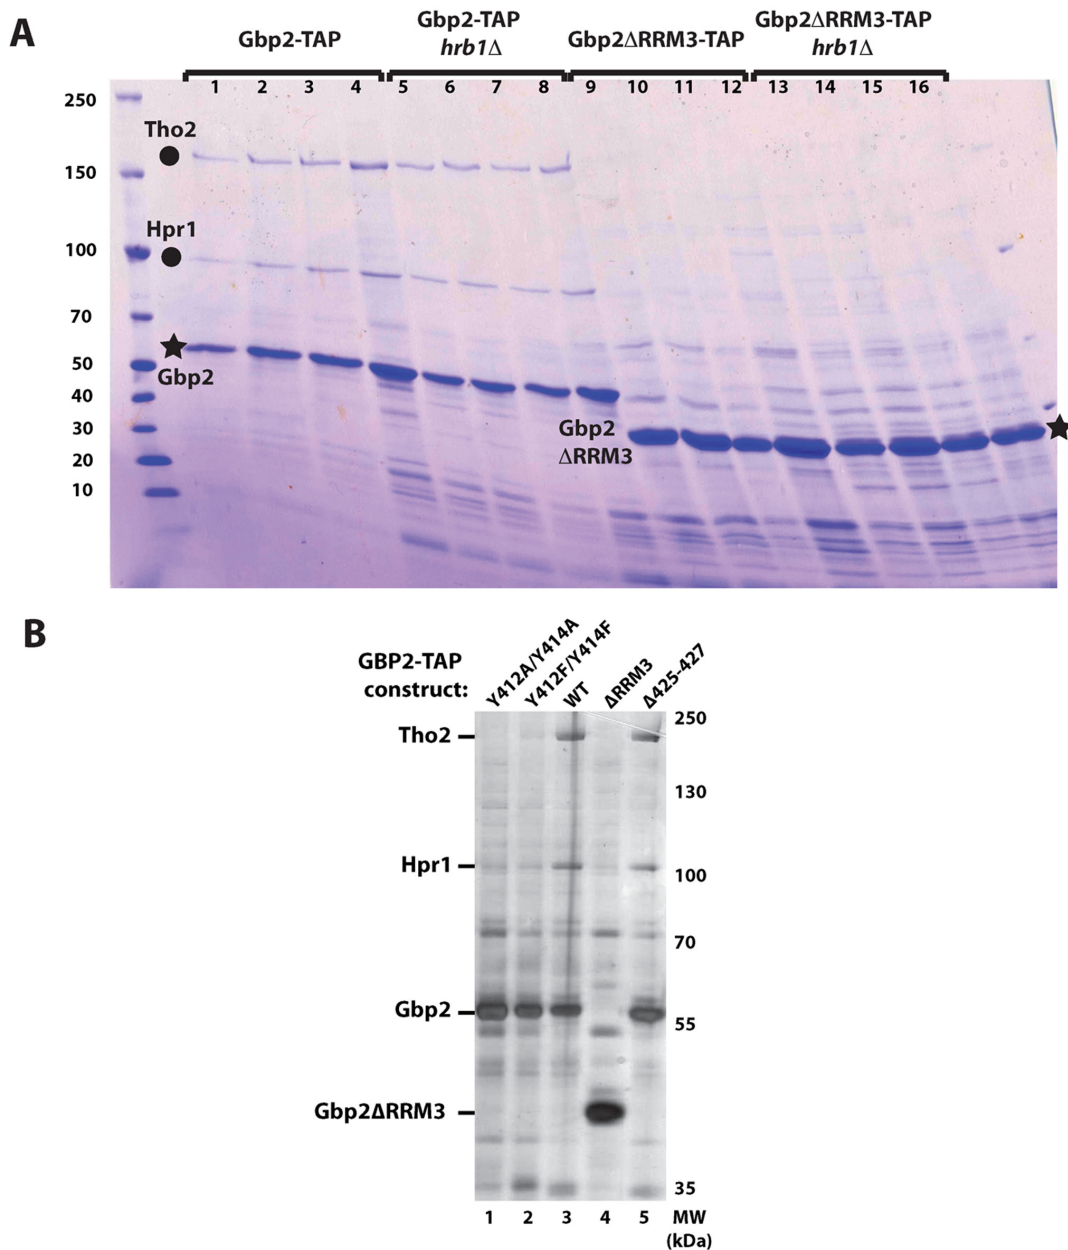 A
Gbp2-TAP
Gbp2-TAP
hrb1Δ
Gbp2ΔRRM3-TAP
Gbp2ΔRRM3-TAP
hrb1Δ
1 2 3 4 5 6 7 8 9 10 11 12 13 14 15 16
250
Tho2
150
Hpr1
100
70
50
Gbp2
40
30
Gbp2
ΔRRM3
20
10
B
GBP2-TAP
construct:
Y412A/Y414A
Y412F/Y414F
WT
ΔRRM3
Δ425-427
Tho2
250
130
Hpr1
100
70
Gbp2
55
Gbp2ΔRRM3
35
1 2 3 4 5 MW
(kDa)